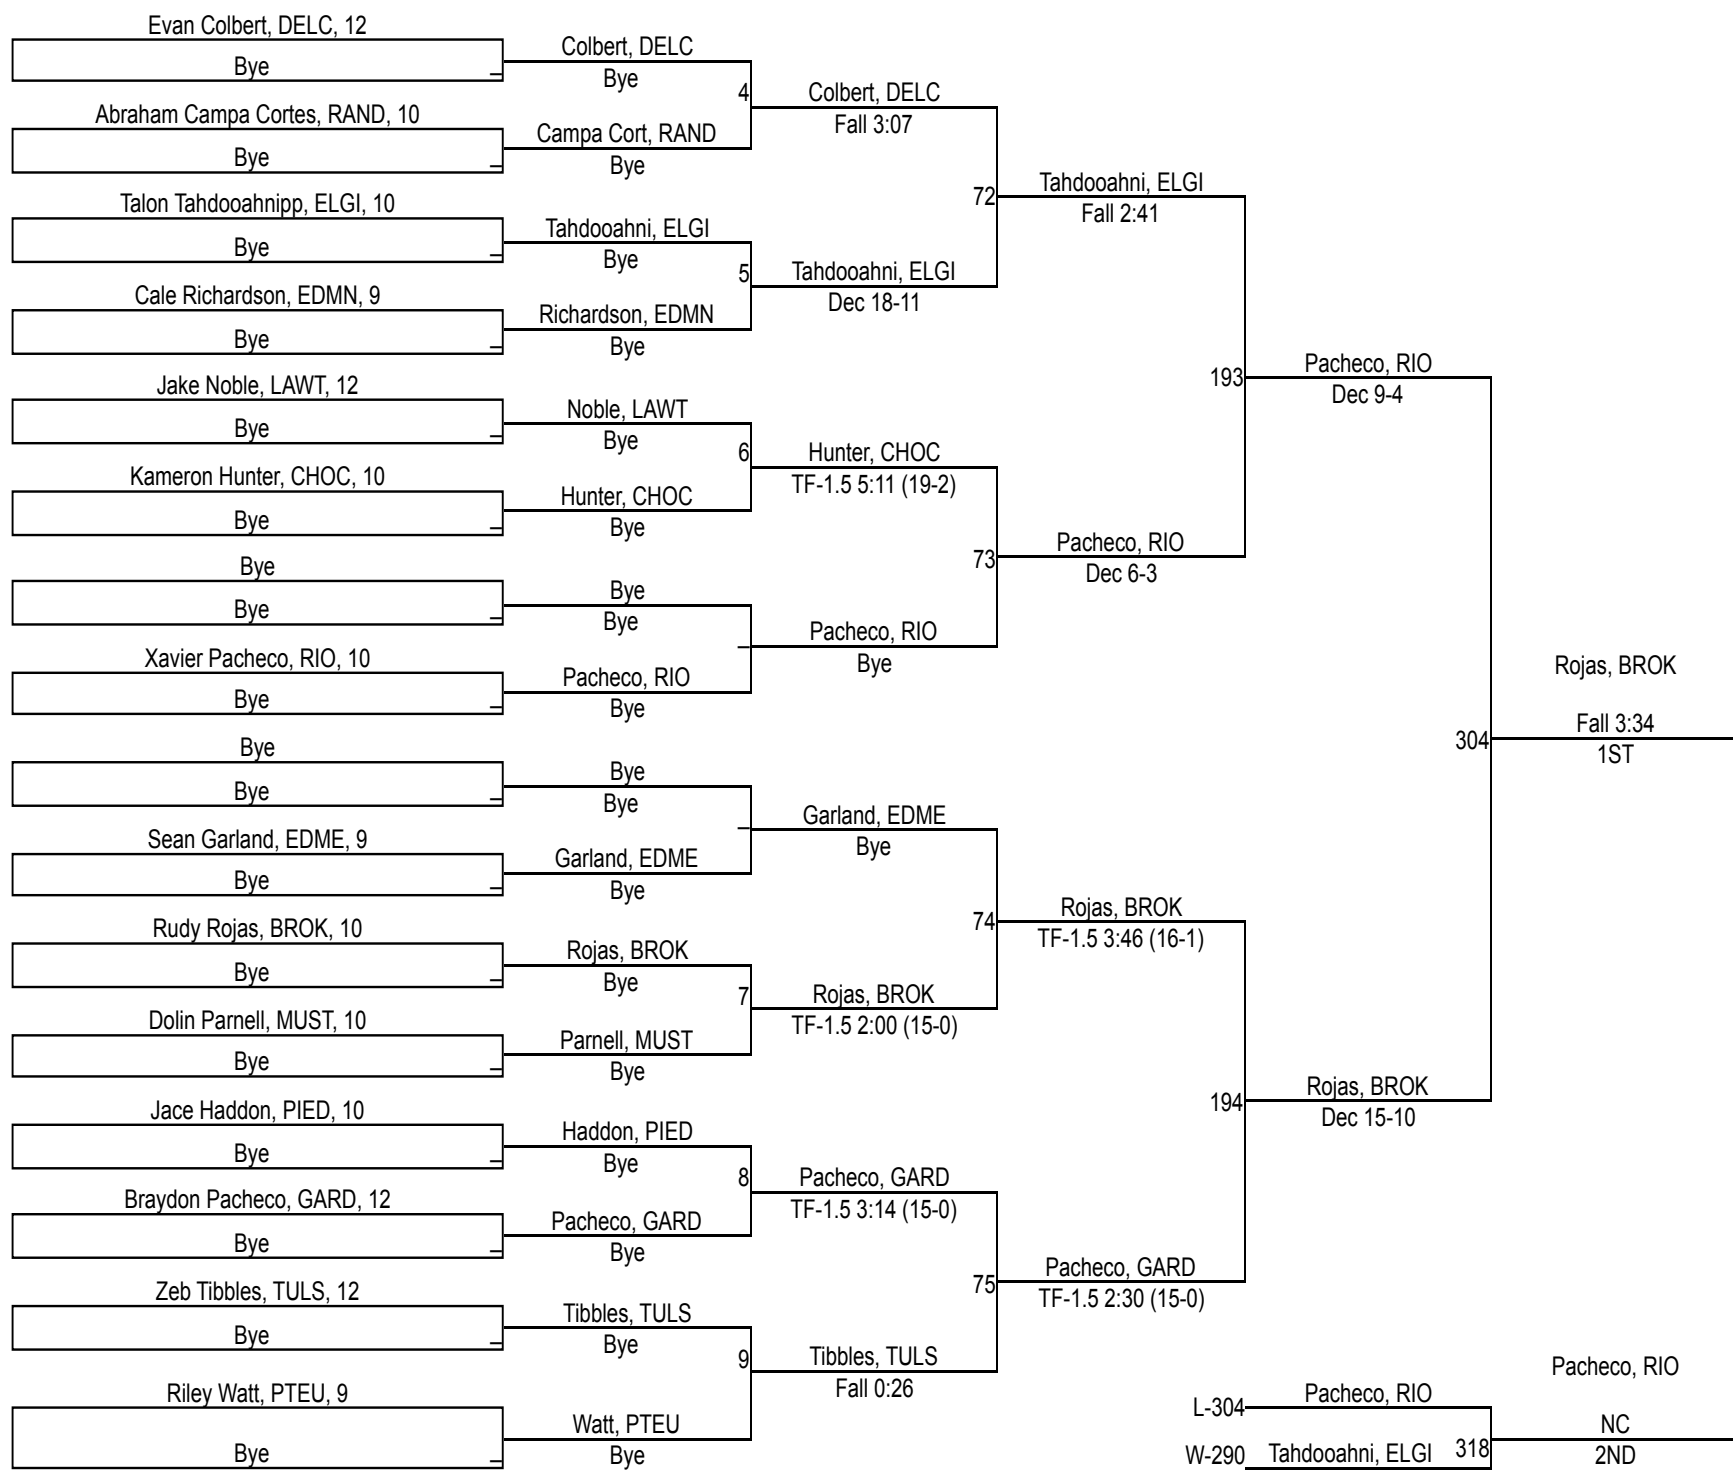 Evan Colbert, DELC, 12
Bye
Abraham Campa Cortes, RAND, 10
Bye
Talon Tahdooahnipp, ELGI, 10
Bye
Cale Richardson, EDMN, 9
Bye
Jake Noble, LAWT, 12
Bye
Kameron Hunter, CHOC, 10
Bye
Bye
Bye
Xavier Pacheco, RIO, 10
Bye
Bye
Bye
Sean Garland, EDME, 9
Bye
Rudy Rojas, BROK, 10
Bye
Dolin Parnell, MUST, 10
Bye
Jace Haddon, PIED, 10
Bye
Braydon Pacheco, GARD, 12
Bye
Zeb Tibbles, TULS, 12
Bye
Riley Watt, PTEU, 9
Bye
Colbert, DELC
Bye
4
Campa Cort, RAND
Bye
Tahdooahni, ELGI
Bye
5
Richardson, EDMN
Bye
Noble, LAWT
Bye
6
Hunter, CHOC
Bye
Bye
Bye
Pacheco, RIO
Bye
Bye
Bye
Garland, EDME
Bye
Rojas, BROK
Bye
7
Parnell, MUST
Bye
Haddon, PIED
Bye
8
Pacheco, GARD
Bye
Tibbles, TULS
Bye
9
Watt, PTEU
Bye
Colbert, DELC
Fall 3:07
72
Tahdooahni, ELGI
Dec 18-11
Hunter, CHOC
TF-1.5 5:11 (19-2)
73
Pacheco, RIO
Bye
Garland, EDME
Bye
74
Rojas, BROK
TF-1.5 2:00 (15-0)
Pacheco, GARD
TF-1.5 3:14 (15-0)
75
Tibbles, TULS
Fall 0:26
Tahdooahni, ELGI
Fall 2:41
193
Pacheco, RIO
Dec 6-3
Rojas, BROK
TF-1.5 3:46 (16-1)
194
Pacheco, GARD
TF-1.5 2:30 (15-0)
Pacheco, RIO
Dec 9-4
304
Rojas, BROK
Dec 15-10
Rojas, BROK
Fall 3:34
1ST
L-304
Pacheco, RIO
W-290
Tahdooahni, ELGI
318
Pacheco, RIO
NC
2ND